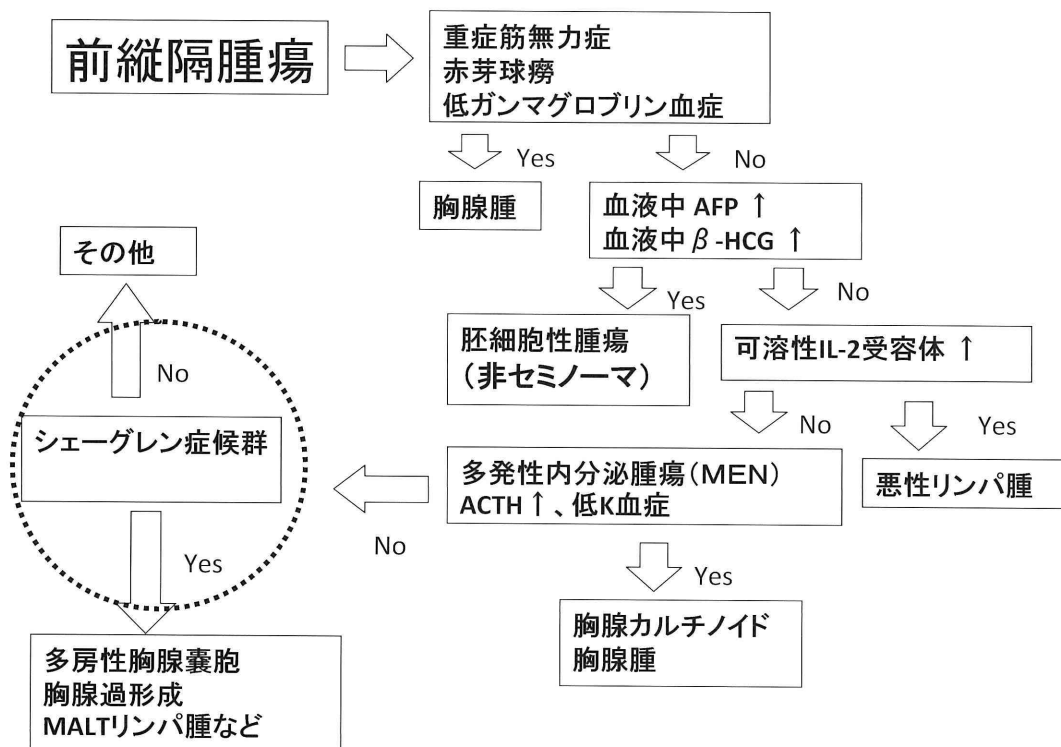 前縦隔腫瘍
重症筋無力症
赤芽球癆
低ガンマグロブリン血症
Yes
No
胸腺腫
血液中 AFP ↑
血液中 β-HCG ↑
その他
Yes
No
胚細胞性腫瘍
(非セミノーマ)
可溶性IL-2受容体 ↑
No
シェーグレン症候群
No
Yes
多発性内分泌腫瘍(MEN)
ACTH↑、低K血症
悪性リンパ腫
No
Yes
Yes
胸腺カルチノイド
胸腺腫
多房性胸腺嚢胞
胸腺過形成
MALTリンパ腫など